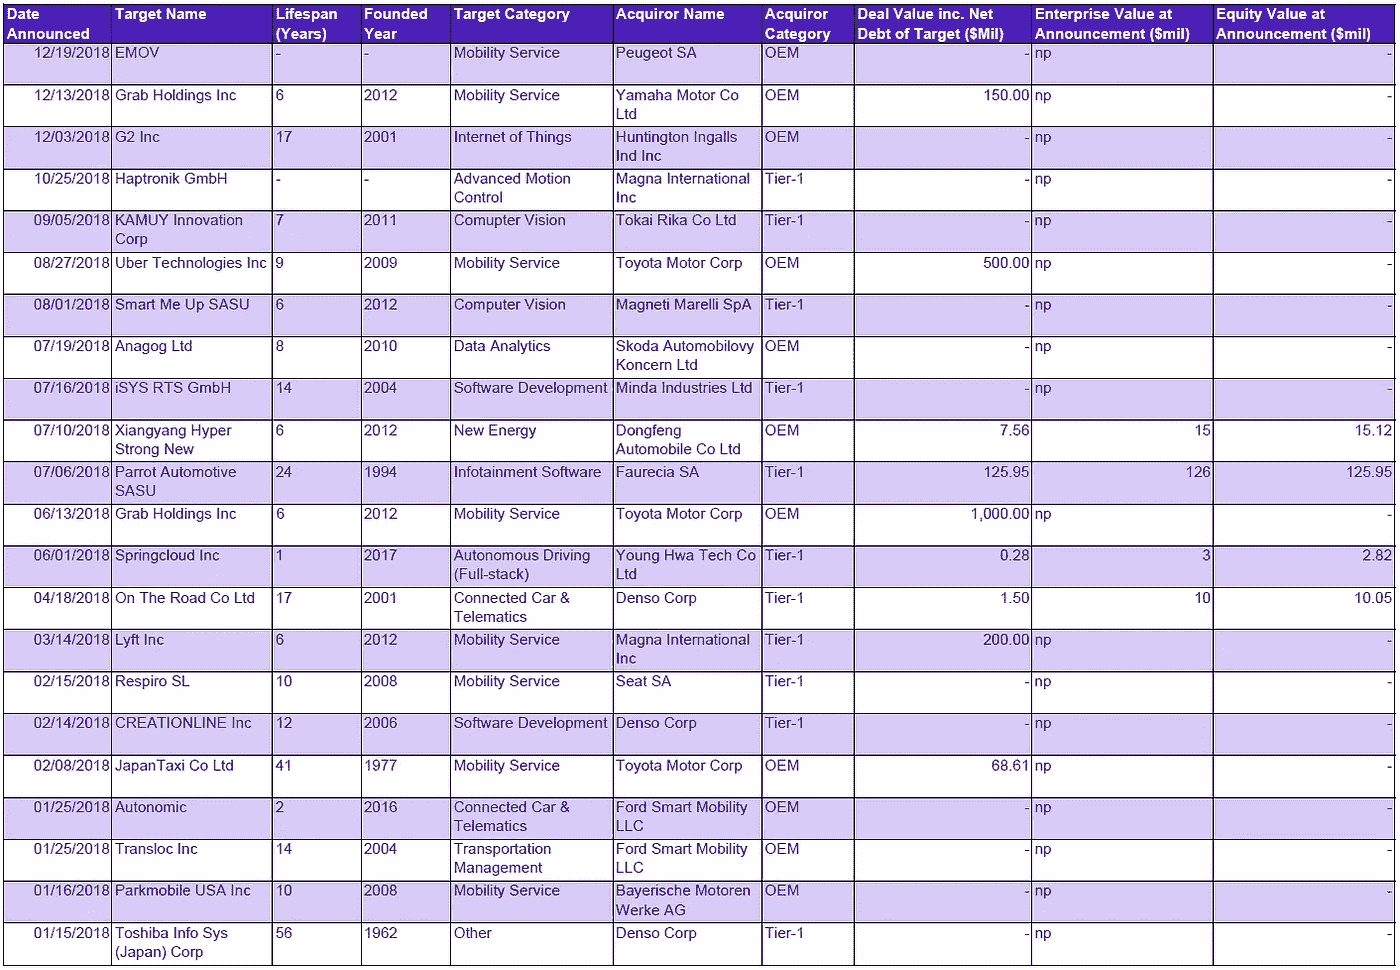 Date Announced | Target Name | Lifespan (Years) | Founded Year | Target Category | Acquiror Name | Acquiror Category | Deal Value inc. Net Debt of Target ($Mil) | Enterprise Value at Announcement ($mil) | Equity Value at Announcement ($mil)
12/19/2018 | EMOV | - | - | Mobility Service | Peugeot SA | OEM | - | np | -
12/13/2018 | Grab Holdings Inc | 6 | 2012 | Mobility Service | Yamaha Motor Co Ltd | OEM | 150.00 | np | -
12/03/2018 | G2 Inc | 17 | 2001 | Internet of Things | Huntington Ingalls Ind Inc | OEM | - | np | -
10/25/2018 | Haptronik GmbH | - | - | Advanced Motion Control | Magna International Inc | Tier-1 | - | np | -
09/05/2018 | KAMUY Innovation Corp | 7 | 2011 | Comupter Vision | Tokai Rika Co Ltd | Tier-1 | - | np | -
08/27/2018 | Uber Technologies Inc | 9 | 2009 | Mobility Service | Toyota Motor Corp | OEM | 500.00 | np | -
08/01/2018 | Smart Me Up SASU | 6 | 2012 | Computer Vision | Magneti Marelli SpA | Tier-1 | - | np | -
07/19/2018 | Anagog Ltd | 8 | 2010 | Data Analytics | Skoda Automobilovy Koncern Ltd | OEM | - | np | -
07/16/2018 | iSYS RTS GmbH | 14 | 2004 | Software Development | Minda Industries Ltd | Tier-1 | - | np | -
07/10/2018 | Xiangyang Hyper Strong New | 6 | 2012 | New Energy | Dongfeng Automobile Co Ltd | OEM | 7.56 | 15 | 15.12
07/06/2018 | Parrot Automotive SASU | 24 | 1994 | Infotainment Software | Faurecia SA | Tier-1 | 125.95 | 126 | 125.95
06/13/2018 | Grab Holdings Inc | 6 | 2012 | Mobility Service | Toyota Motor Corp | OEM | 1,000.00 | np | -
06/01/2018 | Springcloud Inc | 1 | 2017 | Autonomous Driving (Full-stack) | Young Hwa Tech Co Ltd | Tier-1 | 0.28 | 3 | 2.82
04/18/2018 | On The Road Co Ltd | 17 | 2001 | Connected Car & Telematics | Denso Corp | Tier-1 | 1.50 | 10 | 10.05
03/14/2018 | Lyft Inc | 6 | 2012 | Mobility Service | Magna International Inc | Tier-1 | 200.00 | np | -
02/15/2018 | Respiro SL | 10 | 2008 | Mobility Service | Seat SA | Tier-1 | - | np | -
02/14/2018 | CREATIONLINE Inc | 12 | 2006 | Software Development | Denso Corp | Tier-1 | - | np | -
02/08/2018 | JapanTaxi Co Ltd | 41 | 1977 | Mobility Service | Toyota Motor Corp | OEM | 68.61 | np | -
01/25/2018 | Autonomic | 2 | 2016 | Connected Car & Telematics | Ford Smart Mobility LLC | OEM | - | np | -
01/25/2018 | Transloc Inc | 14 | 2004 | Transportation Management | Ford Smart Mobility LLC | OEM | - | np | -
01/16/2018 | Parkmobile USA Inc | 10 | 2008 | Mobility Service | Bayerische Motoren Werke AG | OEM | - | np | -
01/15/2018 | Toshiba Info Sys (Japan) Corp | 56 | 1962 | Other | Denso Corp | Tier-1 | - | np | -